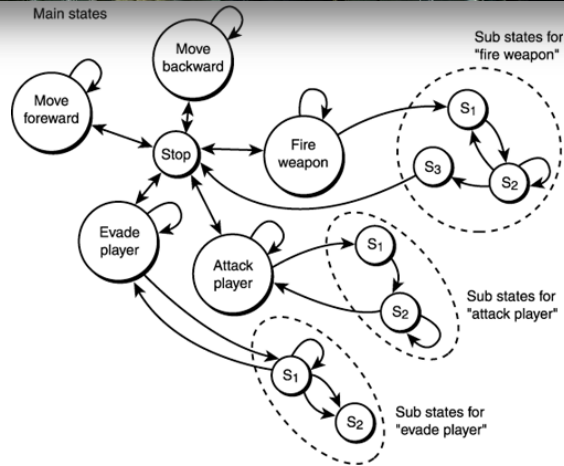 Main states
Move
backward
Sub states for
"fire weapon"
Move
foreward
S1
Fire
weapon
Stop
S3
S2
Evade
player
Attack
player
S1
S2
Sub states for
"attack player"
S1
S2
Sub states for
"evade player"